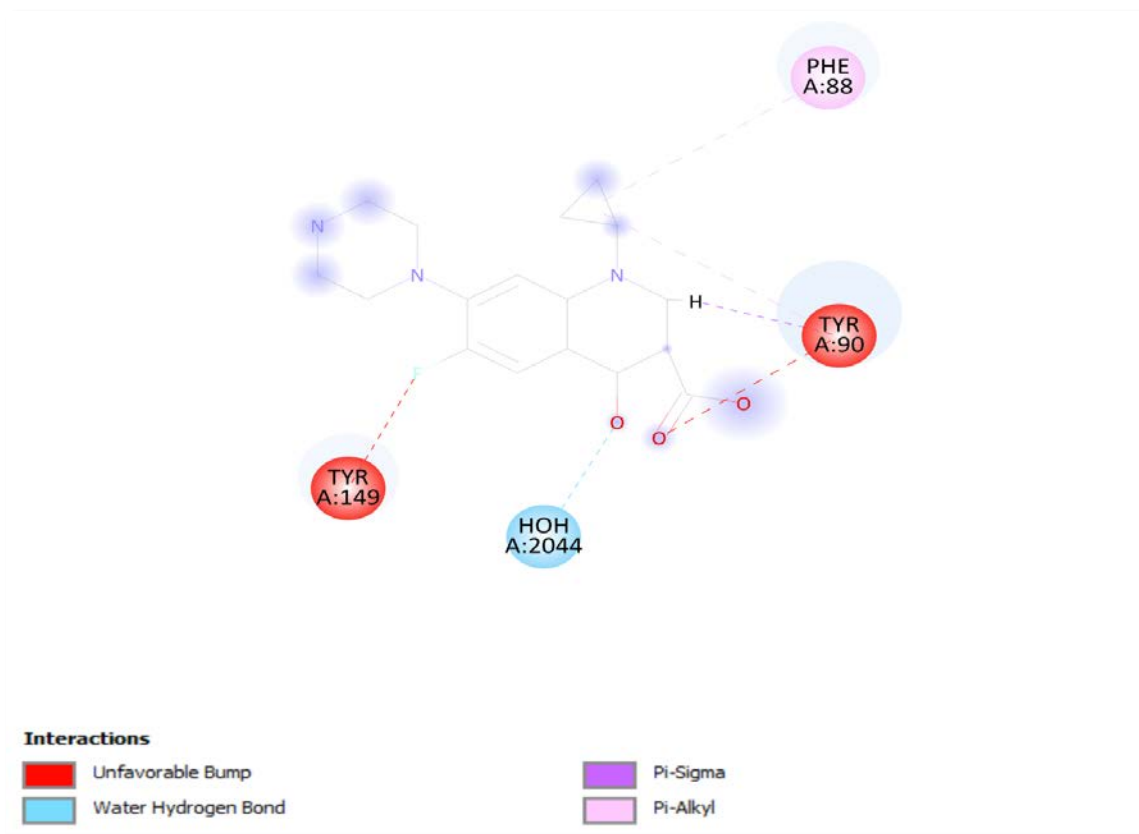 PHE
A:88
N
N
N
H
TYR
A:90
F
O
O
O
TYR
A:149
HOH
A:2044
Interactions
Unfavorable Bump
Pi-Sigma
Water Hydrogen Bond
Pi-Alkyl